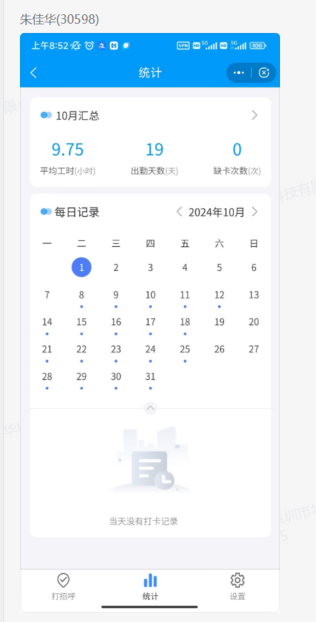 朱佳华(30598)
上午8:52
统计
10月汇总
9.75 19 0
平均工时(小时) 出勤天数(天) 缺卡次数(次)
每日记录 2024年10月
一 二 三 四 五 六 日
1 2 3 4 5 6
7 8 9 10 11 12 13
14 15 16 17 18 19 20
21 22 23 24 25 26 27
28 29 30 31
当天没有打卡记录
打招呼 统计 设置